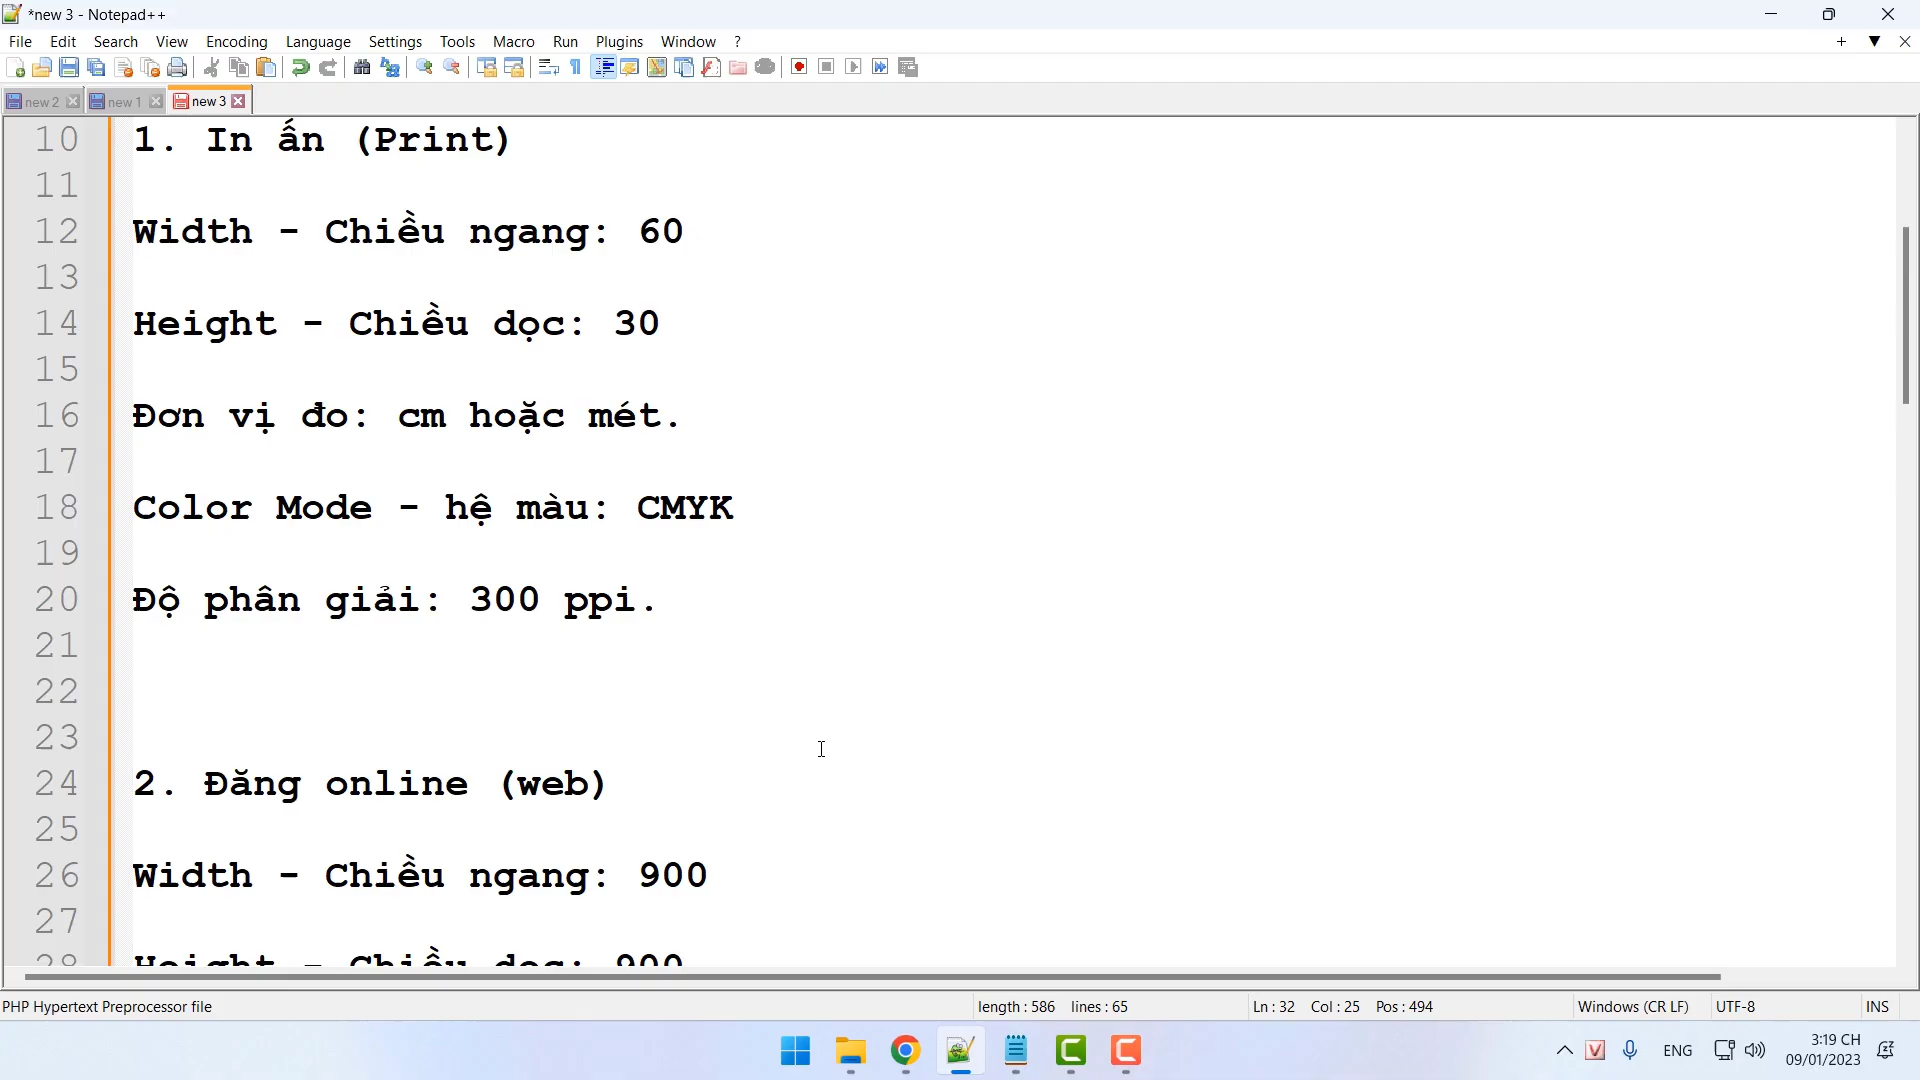 *new 3 - Notepad++
File Edit Search View Encoding Language Settings Tools Macro Run Plugins Window ?
new 2 new 1 new 3
10 1. In ấn (Print)
11
12 Width - Chiều ngang: 60
13
14 Height - Chiều dọc: 30
15
16 Đơn vị đo: cm hoặc mét.
17
18 Color Mode - hệ màu: CMYK
19
20 Độ phân giải: 300 ppi.
21
22
23
24 2. Đăng online (web)
25
26 Width - Chiều ngang: 900
27
28 Height - Chiều dọc: 900
PHP Hypertext Preprocessor file length : 586 lines : 65 Ln : 32 Col : 25 Pos : 494 Windows (CR LF) UTF-8 INS
ENG 3:19 CH
09/01/2023